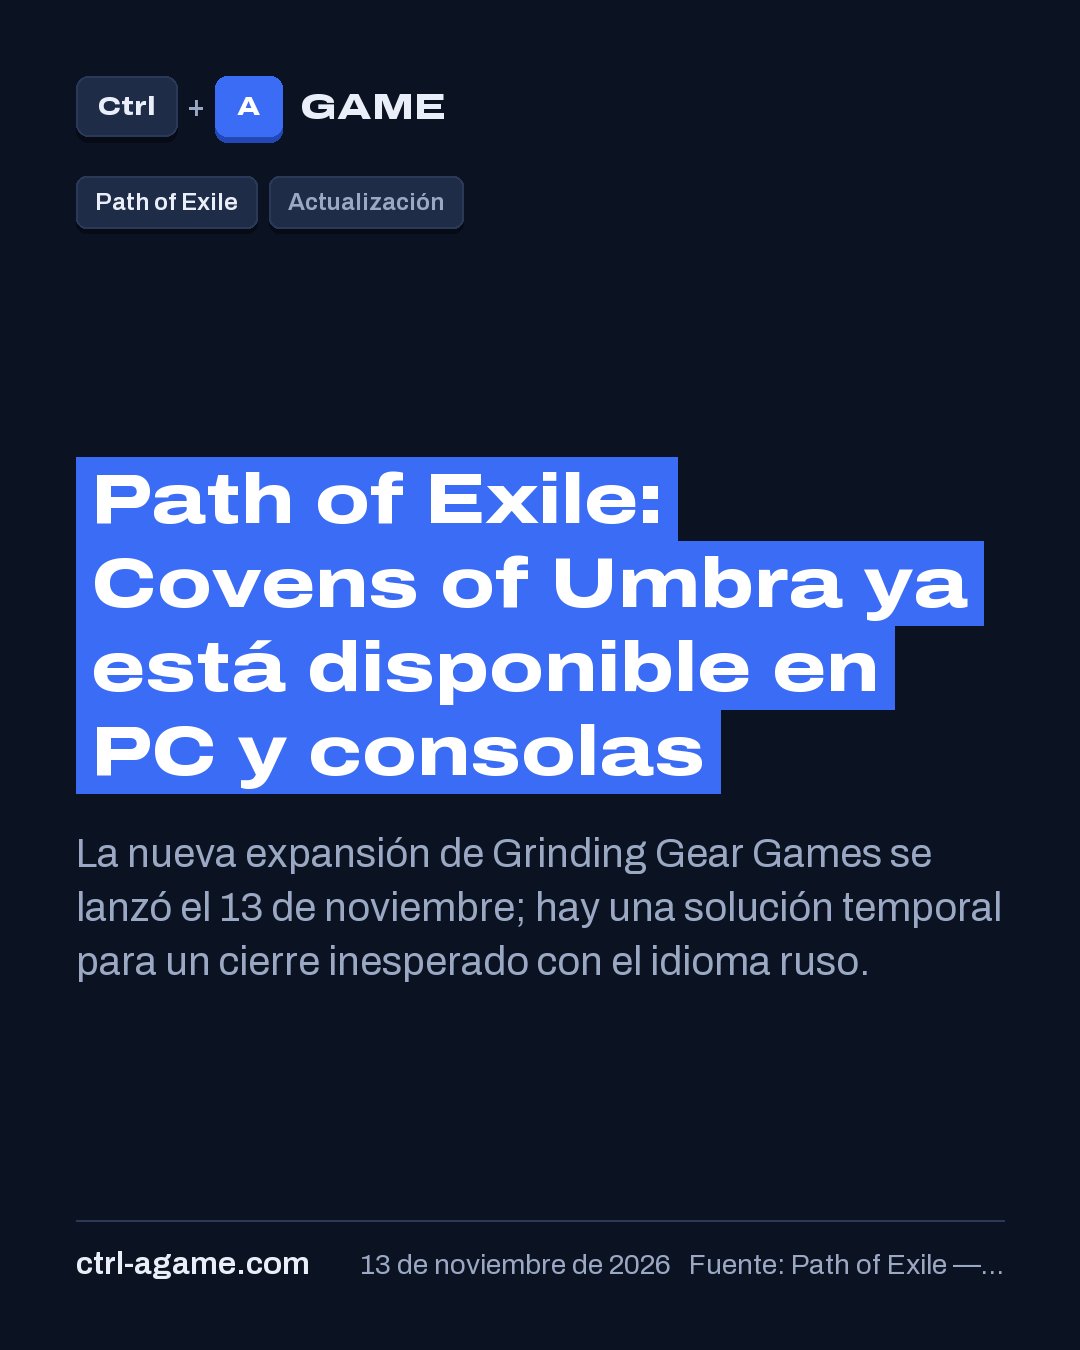 Ctrl + A GAME
Path of Exile Actualización
Path of Exile:
Covens of Umbra ya
está disponible en
PC y consolas
La nueva expansión de Grinding Gear Games se
lanzó el 13 de noviembre; hay una solución temporal
para un cierre inesperado con el idioma ruso.
ctrl-agame.com 13 de noviembre de 2026 Fuente: Path of Exile —...